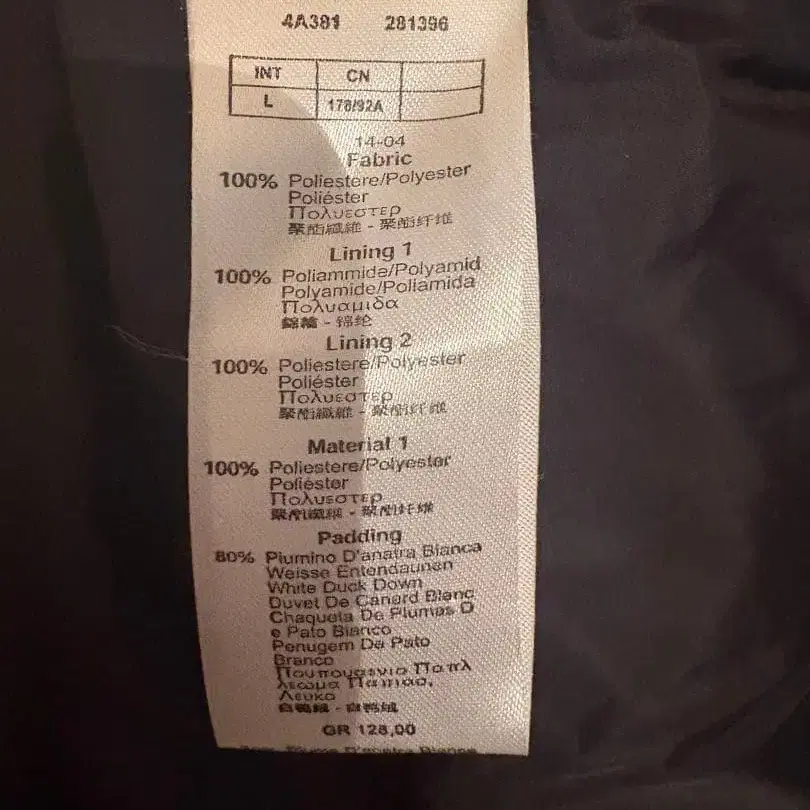 4A381 281396
INT CN
L 178/92A
14-04
Fabric
100% Poliestere/Polyester
Poliéster
Πολυεστερ
聚酯纖維 - 聚酯纤维
Lining 1
100% Poliammide/Polyamid
Polyamide/Poliamida
Πολυαμιδα
錦綸 - 锦纶
Lining 2
100% Poliestere/Polyester
Poliéster
Πολυεστερ
聚酯纖維 - 聚酯纤维
Material 1
100% Poliestere/Polyester
Poliéster
Πολυεστερ
聚酯纖維 - 聚酯纤维
Padding
80% Piumino D'anatra Bianca
Weisse Entendaunen
White Duck Down
Duvet De Canard Blanc
Chaqueta De Plumas D
e Pato Blanco
Penugem De Pato
Branco
Πουπουλενιο Παπλ
λεωμα Παπιας,
Λευκο
白鴨絨 - 白鸭绒
GR 128,00
Piume D'anatra Bianca